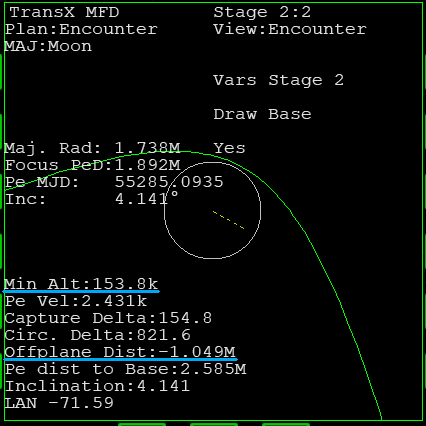 TransX MFD Stage 2:2
Plan:Encounter View:Encounter
MAJ:Moon
Vars Stage 2
Draw Base
Maj. Rad: 1.738M Yes
Focus PeD:1.892M
Pe MJD: 55285.0935
Inc: 4.141°
Min Alt:153.8k
Pe Vel:2.431k
Capture Delta:154.8
Circ. Delta:821.6
Offplane Dist:-1.049M
Pe dist to Base:2.585M
Inclination:4.141
LAN -71.59